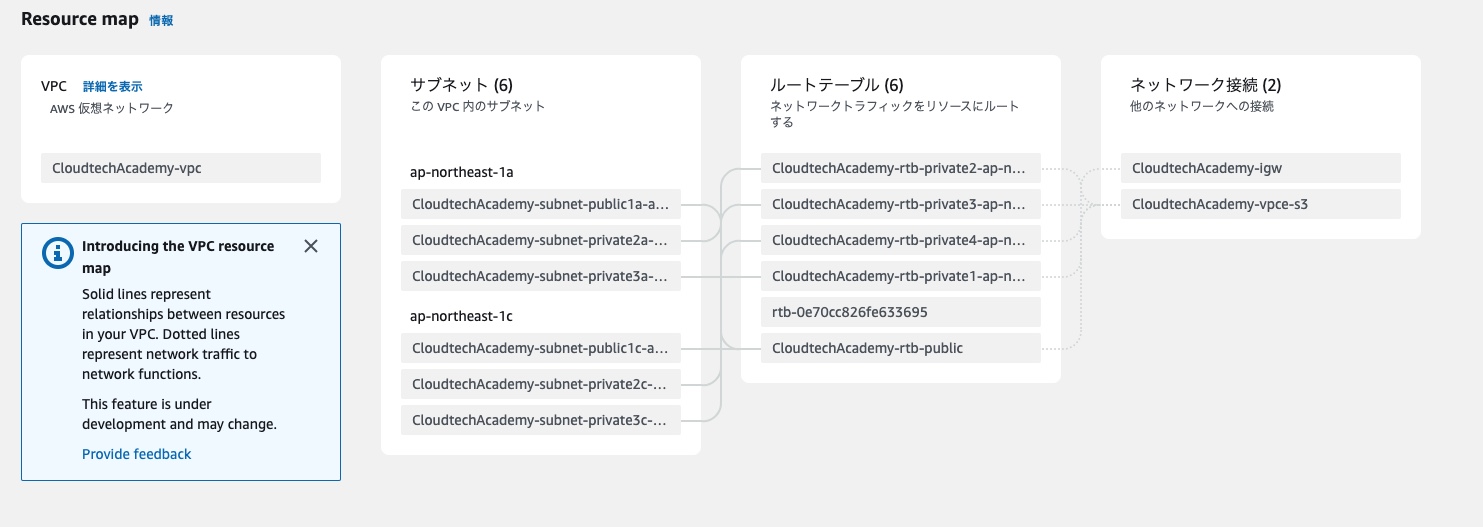 Resource map 情報
VPC 詳細を表示
AWS 仮想ネットワーク
CloudtechAcademy-vpc
Introducing the VPC resource
map
Solid lines represent
relationships between resources
in your VPC. Dotted lines
represent network traffic to
network functions.
This feature is under
development and may change.
Provide feedback
サブネット (6)
この VPC 内のサブネット
ap-northeast-1a
CloudtechAcademy-subnet-public1a-a...
CloudtechAcademy-subnet-private2a-...
CloudtechAcademy-subnet-private3a-...
ap-northeast-1c
CloudtechAcademy-subnet-public1c-a...
CloudtechAcademy-subnet-private2c-...
CloudtechAcademy-subnet-private3c-...
ルートテーブル (6)
ネットワークトラフィックをリソースにルート
する
CloudtechAcademy-rtb-private2-ap-n...
CloudtechAcademy-rtb-private3-ap-n...
CloudtechAcademy-rtb-private4-ap-n...
CloudtechAcademy-rtb-private1-ap-n...
rtb-0e70cc826fe633695
CloudtechAcademy-rtb-public
ネットワーク接続 (2)
他のネットワークへの接続
CloudtechAcademy-igw
CloudtechAcademy-vpce-s3